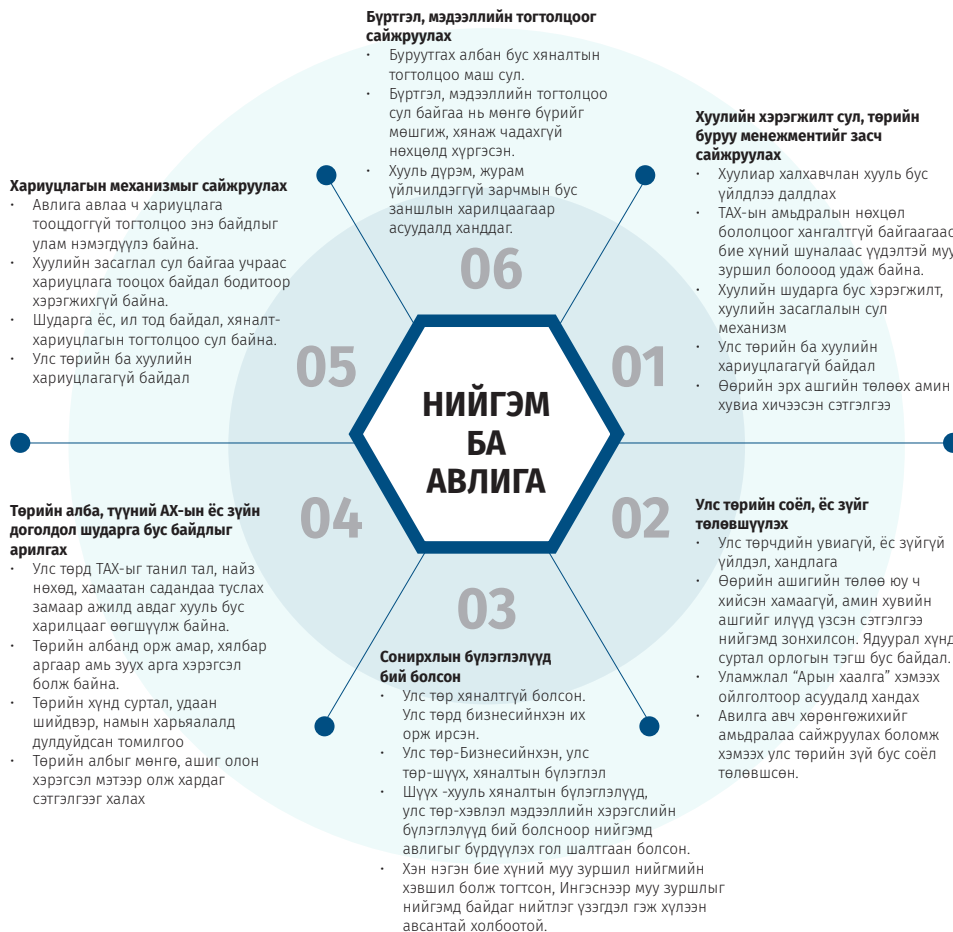 Бүртгэл, мэдээллийн тогтолцоог
сайжруулах
• Буруутгах албан бус хяналтын
тогтолцоо маш сул.
• Бүртгэл, мэдээллийн тогтолцоо
сул байгаа нь мөнгө бүрийг
мөшгиж, хянаж чадахгүй
нөхцөлд хүргэсэн.
• Хууль дүрэм, журам
үйлчилдэггүй зарчмын бус
заншлын харилцаагаар
асуудалд ханддаг.
06
Хуулийн хэрэгжилт сул, төрийн
буруу менежментийг засч
сайжруулах
• Хуулиар халхавчлан хууль бус
үйлдлээ далдлах
• ТАХ-ын амьдралын нөхцөл
бололцоог хангалтгүй байгаагаас
бие хүний шуналаас үүдэлтэй муу
зуршил болооод удаж байна.
• Хуулийн шударга бус хэрэгжилт,
хуулийн засаглалын сул
механизм
• Улс төрийн ба хуулийн
хариуцлагагүй байдал
• Өөрийн эрх ашгийн төлөөх амин
хувиа хичээсэн сэтгэлгээ
01
Хариуцлагын механизмыг сайжруулах
• Авлига авлаа ч хариуцлага
тооцдоггүй тогтолцоо энэ байдлыг
улам нэмэгдүүлэ байна.
• Хуулийн засаглал сул байгаа учраас
хариуцлага тооцох байдал бодитоор
хэрэгжихгүй байна.
• Шударга ёс, ил тод байдал, хяналт-
хариуцлагын тогтолцоо сул байна.
• Улс төрийн ба хуулийн
хариуцлагагүй байдал
05
НИЙГЭМ
БА
АВЛИГА
Төрийн алба, түүний АХ-ын ёс зүйн
доголдол шударга бус байдлыг
арилгах
• Улс төрд ТАХ-ыг танил тал, найз
нөхөд, хамаатан садандаа туслах
замаар ажилд авдаг хууль бус
харилцааг өөгшүүлж байна.
• Төрийн албанд орж амар, хялбар
аргаар амь зуух арга хэрэгсэл
болж байна.
• Төрийн хүнд суртал, удаан
шийдвэр, намын харьяалалд
дулдуйдсан томилгоо
• Төрийн албыг мөнгө, ашиг олон
хэрэгсэл мэтээр олж хардаг
сэтгэлгээг халах
04
02
Улс төрийн соёл, ёс зүйг
төлөвшүүлэх
• Улс төрчдийн увиагүй, ёс зүйгүй
үйлдэл, хандлага
• Өөрийн ашигийн төлөө юу ч
хийсэн хамаагүй, амин хувийн
ашгийг илүүд үзсэн сэтгэлгээ
нийгэмд зонхилсон. Ядуурал хүнд
суртал орлогын тэгш бус байдал.
• Уламжлал “Арын хаалга” хэмээх
ойлголтоор асуудалд хандах
• Авилга авч хөрөнгөжихийг
амьдралаа сайжруулах боломж
хэмээх улс төрийн зүй бус соёл
төлөвшсөн.
03
Сонирхлын бүлэглэлүүд
бий болсон
• Улс төр хяналтгүй болсон.
Улс төрд бизнесийнхэн их
орж ирсэн.
• Улс төр-Бизнесийнхэн, улс
төр-шүүх, хяналтын бүлэглэл
• Шүүх -хууль хяналтын бүлэглэлүүд,
улс төр-хэвлэл мэдээллийн хэрэгслийн
бүлэглэлүүд бий болсноор нийгэмд
авлигыг бүрдүүлэх гол шалтгаан болсон.
• Хэн нэгэн бие хүний муу зуршил нийгмийн
хэвшил болж тогтсон, Ингэснээр муу зуршлыг
нийгэмд байдаг нийтлэг үзэгдэл гэж хүлээн
авсантай холбоотой.